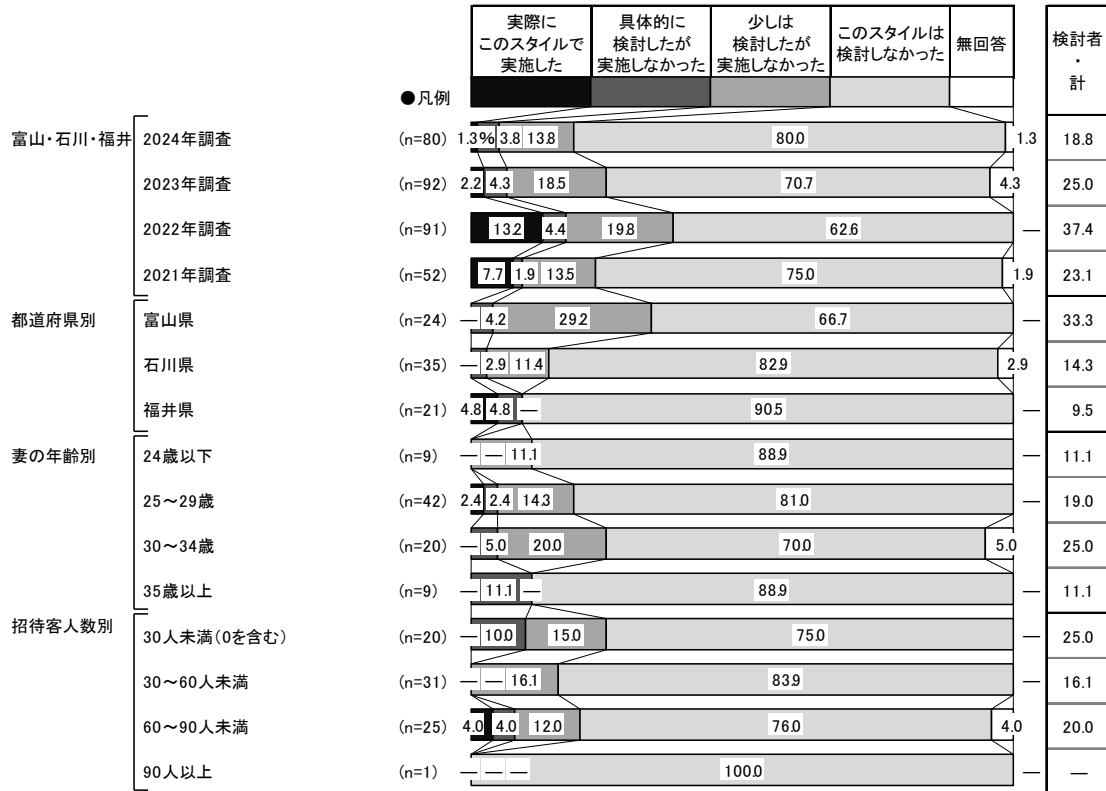 実際に
このスタイルで
実施した
具体的に
検討したが
実施しなかった
少しは
検討したが
実施しなかった
このスタイルは
検討しなかった
無回答
検討者
・
計
●凡例
富山・石川・福井 2024年調査 (n=80) 1.3% 3.8 13.8 80.0 1.3 18.8
2023年調査 (n=92) 2.2 4.3 18.5 70.7 4.3 25.0
2022年調査 (n=91) 13.2 4.4 19.8 62.6 — 37.4
2021年調査 (n=52) 7.7 1.9 13.5 75.0 1.9 23.1
都道府県別 富山県 (n=24) — 4.2 29.2 66.7 — 33.3
石川県 (n=35) — 2.9 11.4 82.9 2.9 14.3
福井県 (n=21) 4.8 4.8 — 90.5 — 9.5
妻の年齢別 24歳以下 (n=9) — — 11.1 88.9 — 11.1
25～29歳 (n=42) 2.4 2.4 14.3 81.0 — 19.0
30～34歳 (n=20) — 5.0 20.0 70.0 5.0 25.0
35歳以上 (n=9) — 11.1 — 88.9 — 11.1
招待客人数別 30人未満(0を含む) (n=20) — 10.0 15.0 75.0 — 25.0
30～60人未満 (n=31) — — 16.1 83.9 — 16.1
60～90人未満 (n=25) 4.0 4.0 12.0 76.0 4.0 20.0
90人以上 (n=1) — — — 100.0 — —